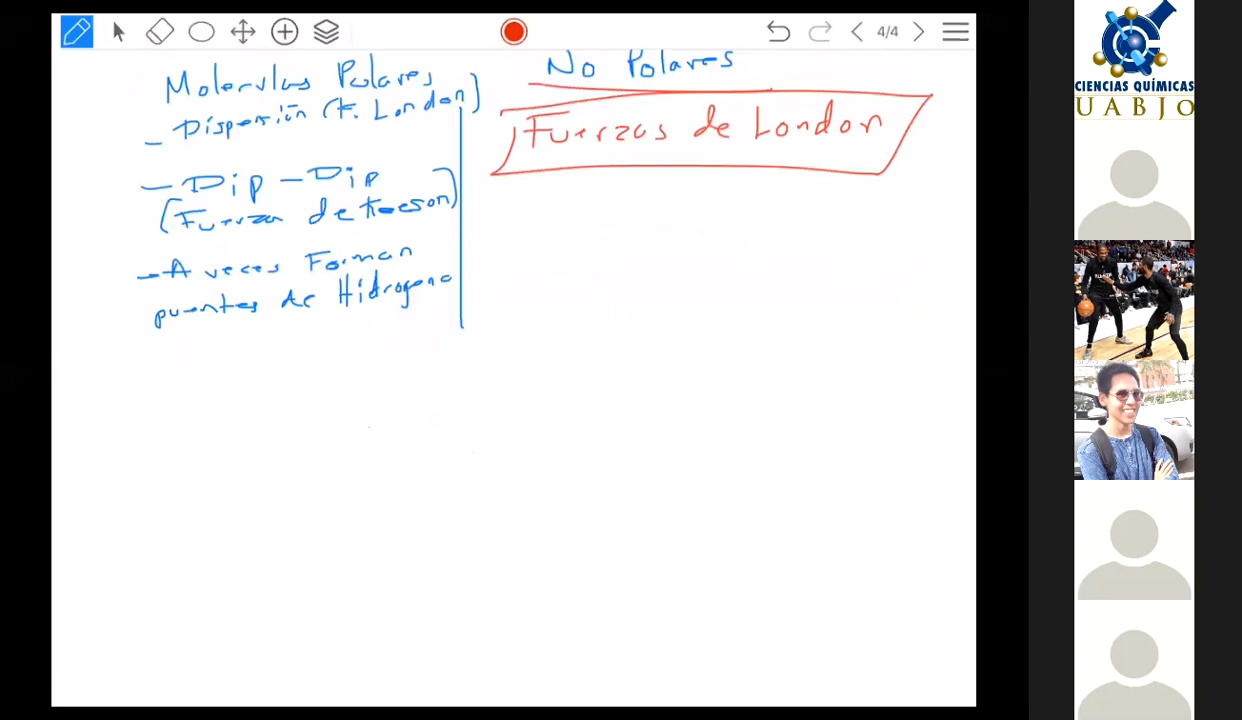 4/4
Moleculas Polares
- Dispersión (F. London)
- Dip - Dip
(Fuerza de Keeson)
- A veces Forman
puentes de Hidrogeno
No Polares
Fuerzas de London
CIENCIAS QUÍMICAS
UABJO